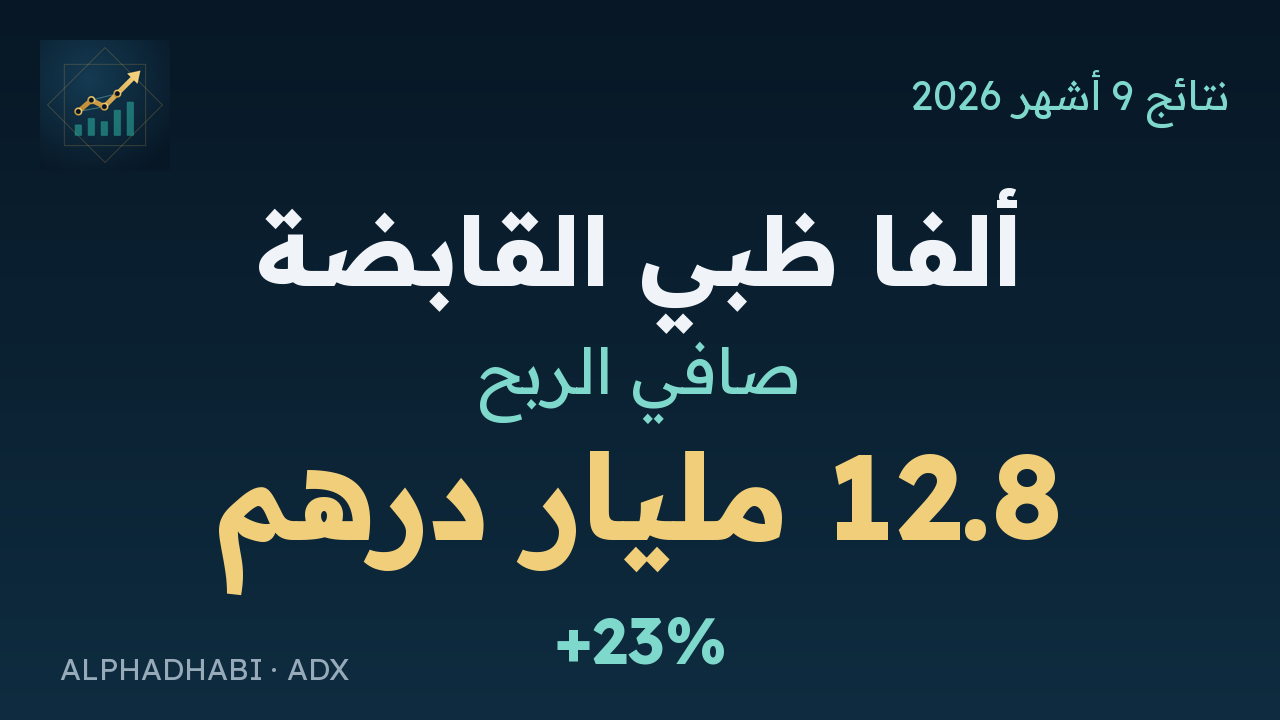 نتائج 9 أشهر 2026
ألفا ظبي القابضة
صافي الربح
12.8 مليار درهم
+23%
ALPHADHABI · ADX